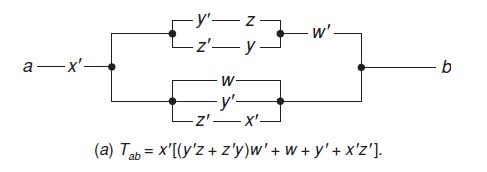 y' z
w'
z' y
a x' b
w
y'
z' x'
(a) T_ab = x'[(y'z + z'y)w' + w + y' + x'z'].